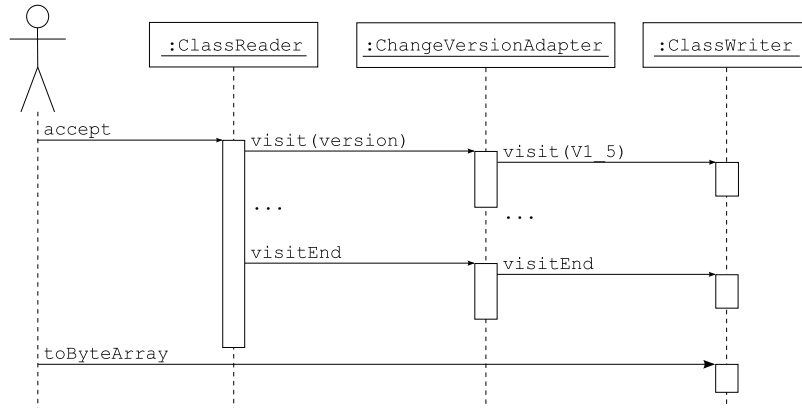 :ClassReader
:ChangeVersionAdapter
:ClassWriter
accept
visit(version)
visit(V1_5)
...
...
visitEnd
visitEnd
toByteArray